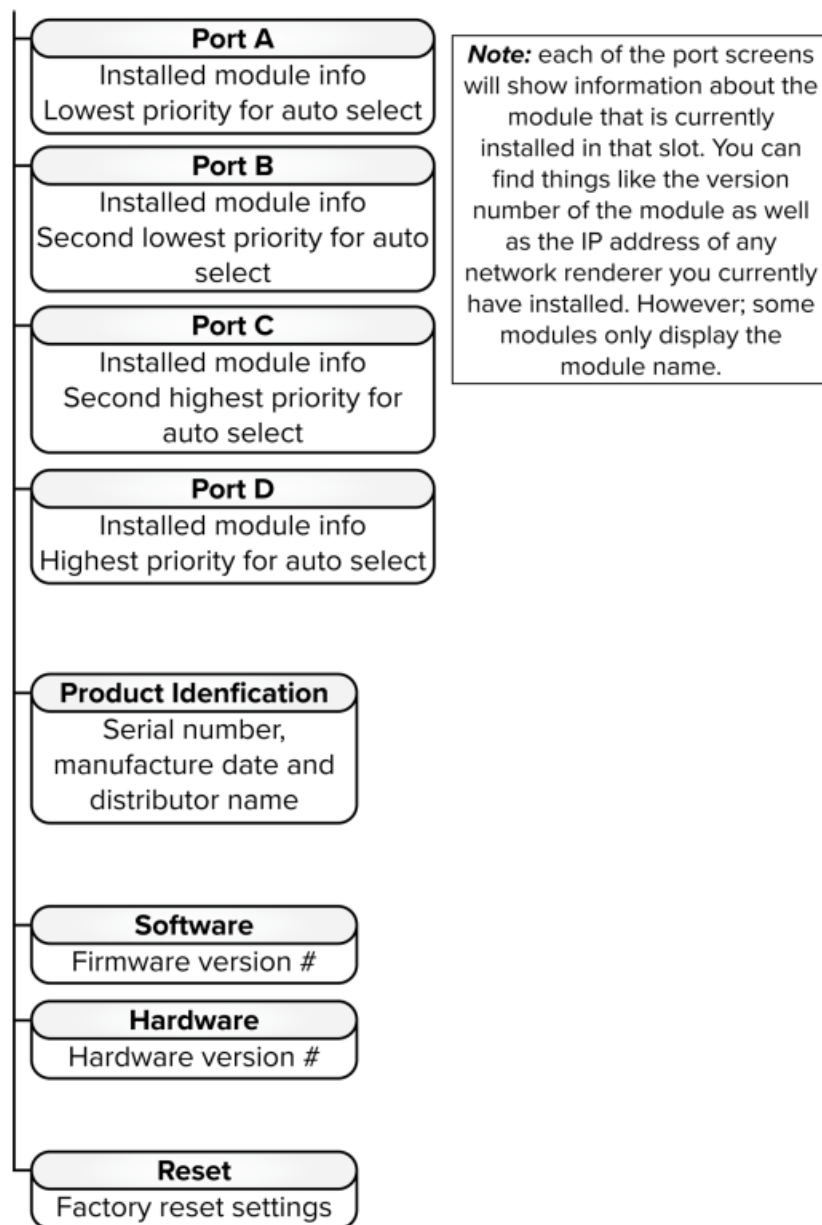 Port A
Installed module info
Lowest priority for auto select
Port B
Installed module info
Second lowest priority for auto
select
Port C
Installed module info
Second highest priority for
auto select
Port D
Installed module info
Highest priority for auto select
Product Idenfication
Serial number,
manufacture date and
distributor name
Software
Firmware version #
Hardware
Hardware version #
Reset
Factory reset settings
Note: each of the port screens
will show information about the
module that is currently
installed in that slot. You can
find things like the version
number of the module as well
as the IP address of any
network renderer you currently
have installed. However; some
modules only display the
module name.